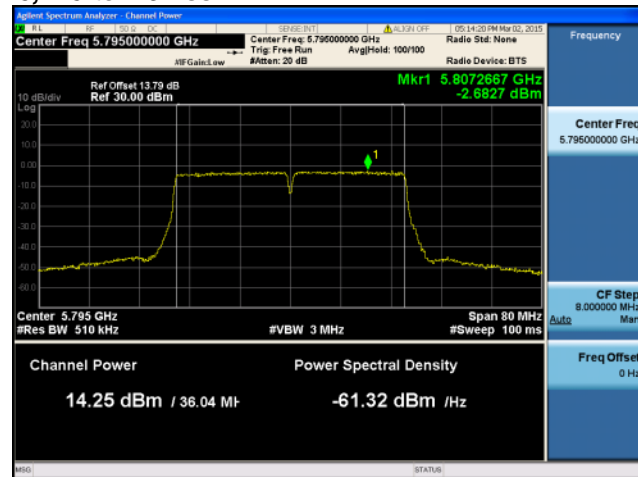 Agilent Spectrum Analyzer - Channel Power
RL RF 50 Ω DC SENSE:INT ALIGN OFF 05:14:20 PM Mar 02, 2015
Center Freq 5.795000000 GHz
Center Freq: 5.795000000 GHz
Radio Std: None
Trig: Free Run Avg|Hold: 100/100
#IFGain:Low #Atten: 20 dB Radio Device: BTS
Frequency
Mkr1 5.8072667 GHz
-2.6827 dBm
Ref Offset 13.79 dB
10 dB/div Ref 30.00 dBm
Log
20.0
10.0
0.00
-10.0
-20.0
-30.0
-40.0
-50.0
-60.0
1
Center 5.795 GHz Span 80 MHz
#Res BW 510 kHz #VBW 3 MHz #Sweep 100 ms
Channel Power Power Spectral Density
14.25 dBm / 36.04 MH -61.32 dBm /Hz
Center Freq
5.795000000 GHz
CF Step
8.000000 MHz
Auto Man
Freq Offset
0 Hz
MSG STATUS